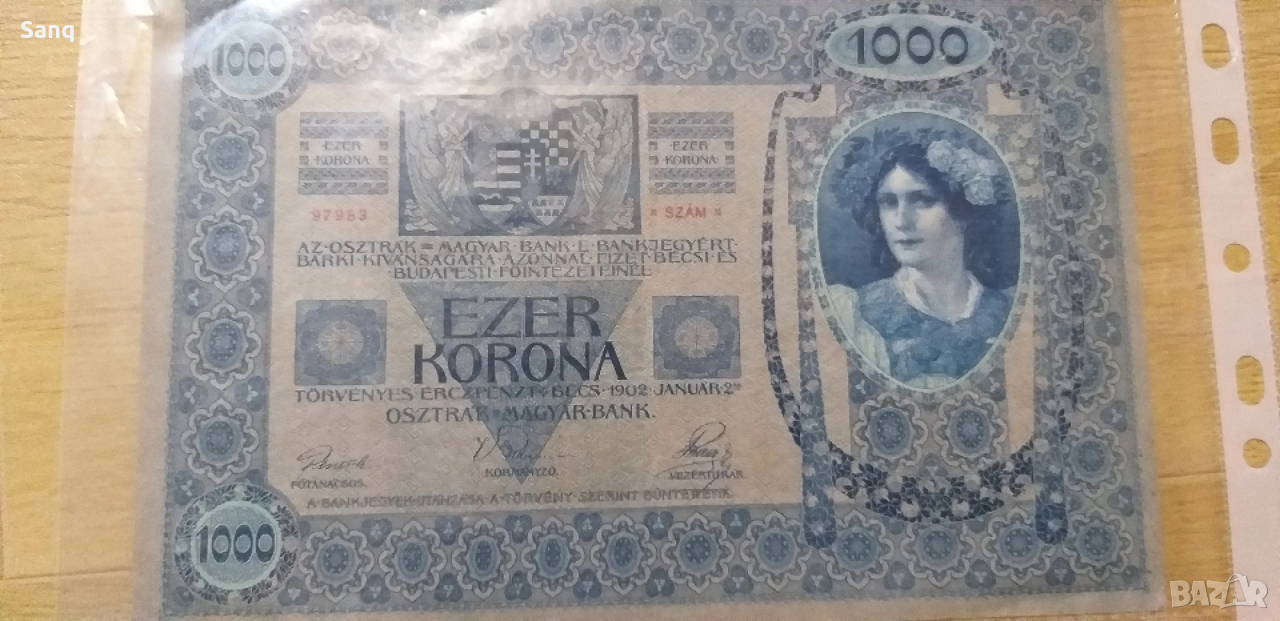 Sanq
1000
1000
EZER
KORONA
EZER
KORONA
97983
SZÁM
AZ·OSZTRÁK=MAGYAR·BANK·E·BANKJEGYÉRT·
BÁRKI·KIVÁNSÁGÁRA·AZONNAL·FIZET·BÉCSI·ÉS
BUDAPESTI·FŐINTÉZETEINÉL
EZER
KORONA
TÖRVÉNYES ÉRCZPÉNZT·BÉCS·1902·JANUÁR·2
OSZTRÁK=MAGYAR·BANK.
FŐTANÁCSOS.
KORMÁNYZÓ.
VEZÉRTITKÁR.
A·BANKJEGYEK·UTÁNZÁSA·A·TÖRVÉNY·SZERINT·BÜNTETTETIK
1000
BAZAR